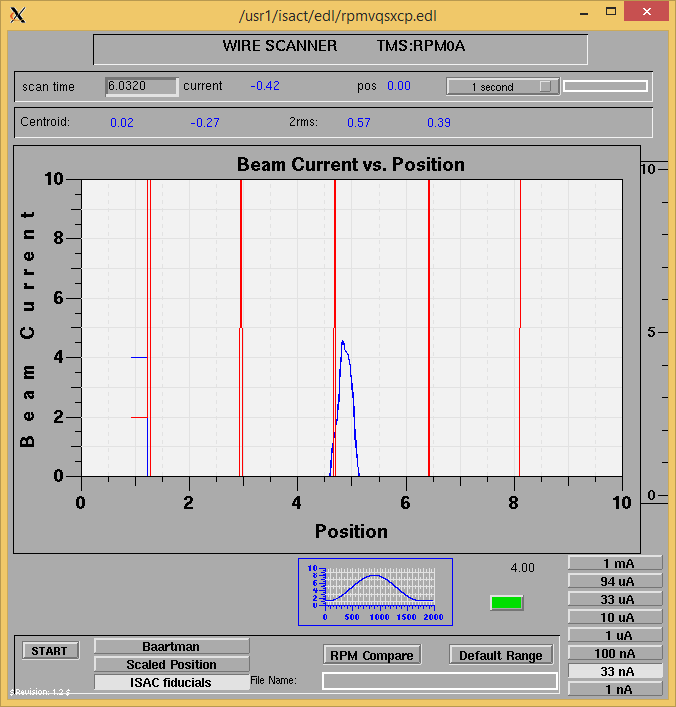 /usr1/isact/edl/rpmvqsxcp.edl
WIRE SCANNER TMS:RPM0A
scan time 6.0320 current -0.42 pos 0.00 1 second
Centroid: 0.02 -0.27 2rms: 0.57 0.39
Beam Current vs. Position
10
8
6
4
2
0
Beam Current
0 2 4 6 8 10
Position
10
5
0
10
8
6
4
2
0
0 500 1000 1500 2000
4.00
1 mA
94 uA
33 uA
10 uA
1 uA
100 nA
33 nA
1 nA
START
Baartman
Scaled Position
ISAC fiducials
RPM Compare
Default Range
File Name:
$Revision: 1.2 $